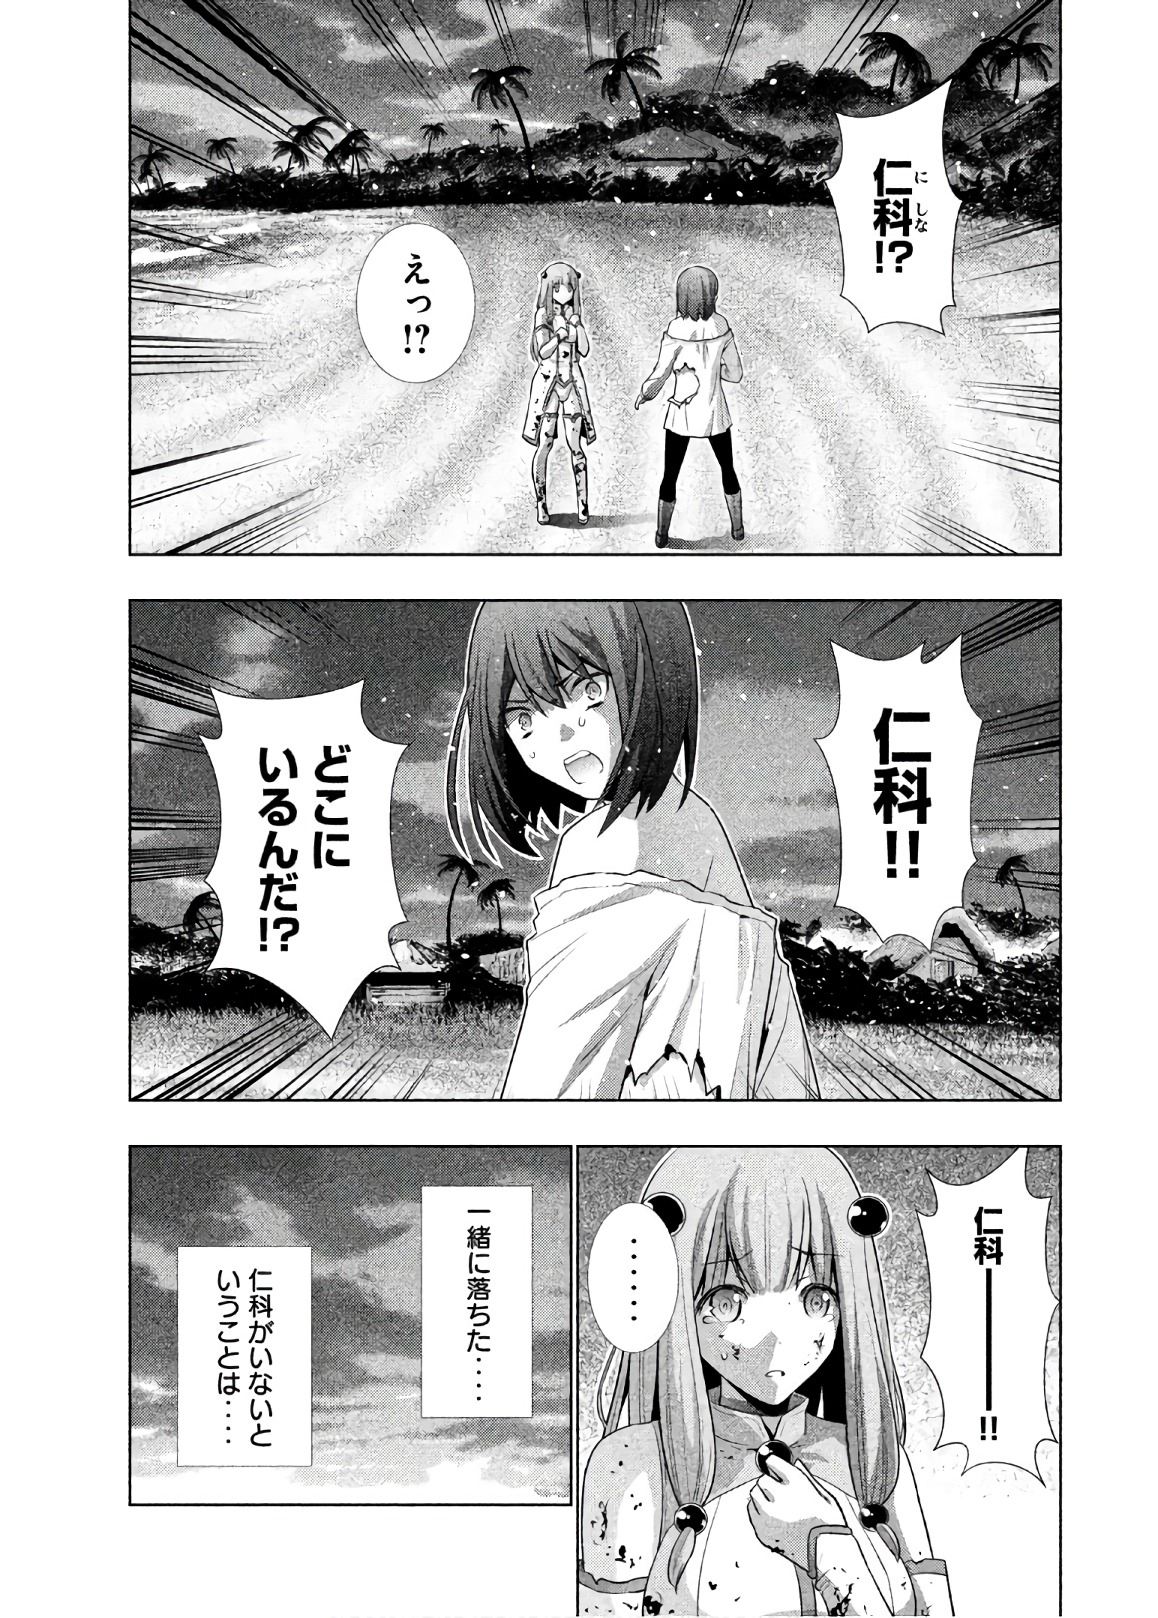 仁科!?
にしな
えっ!?
仁科!!
どこに
いるんだ!?
仁科――!!
・・・・・・
一緒に落ちた・・・・
仁科がいないと
いうことは・・・・